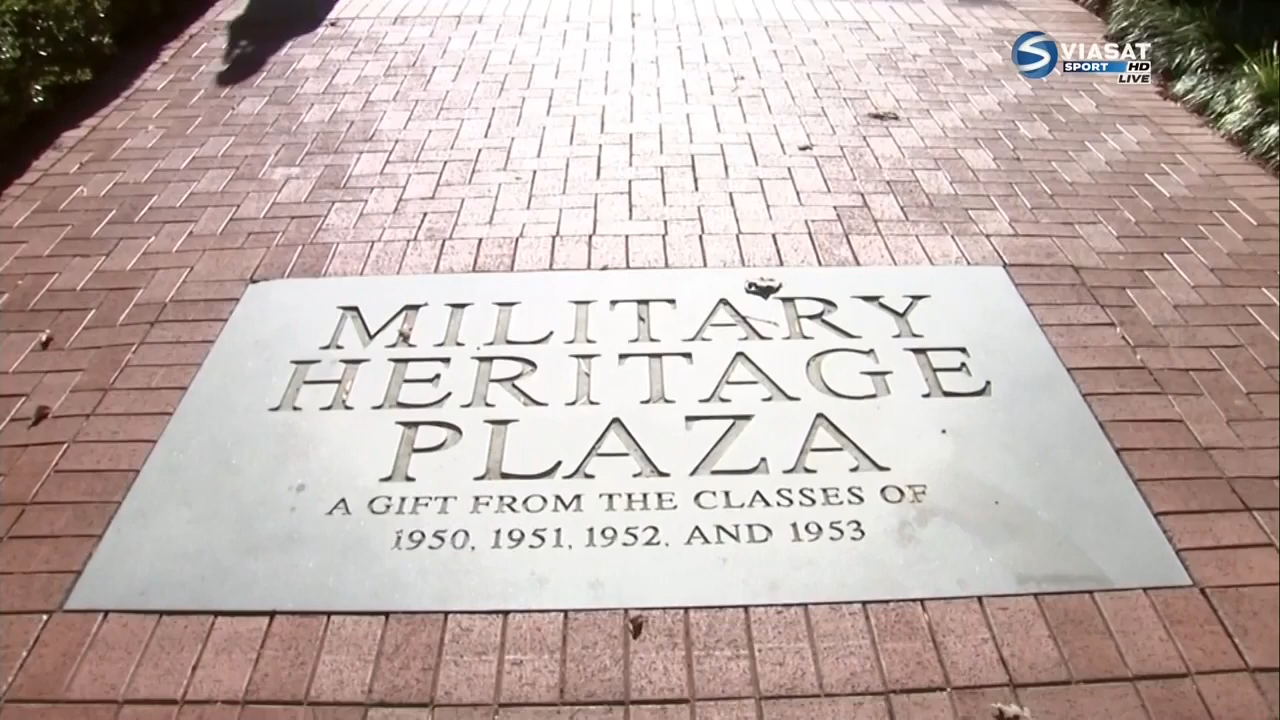 VIASAT
SPORT HD
LIVE
MILITARY
HERITAGE
PLAZA
A GIFT FROM THE CLASSES OF
1950, 1951, 1952, AND 1953